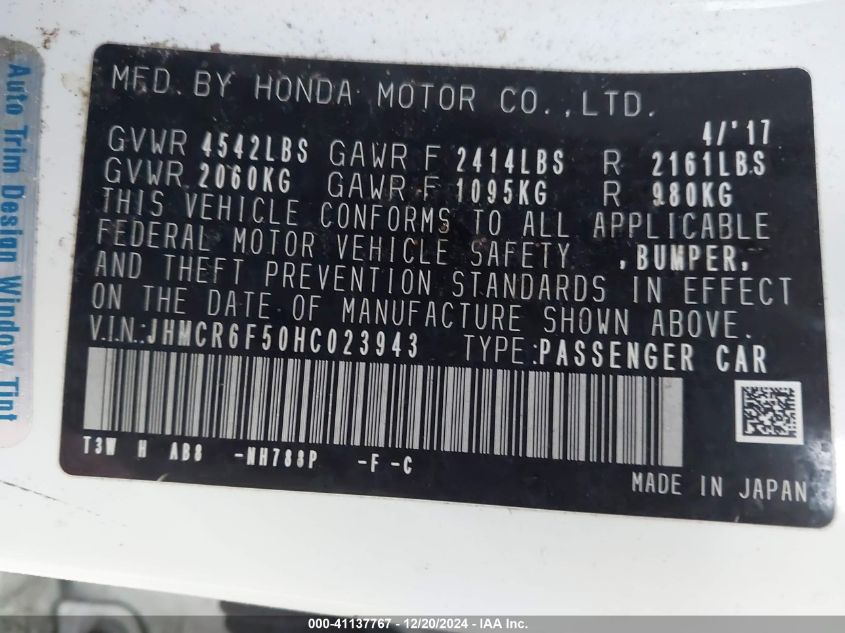 MFD. BY HONDA MOTOR CO.,LTD.
4/'17
GVWR 4542LBS GAWR F 2414LBS R 2161LBS
GVWR 2060KG GAWR F 1095KG R 980KG
THIS VEHICLE CONFORMS TO ALL APPLICABLE
FEDERAL MOTOR VEHICLE SAFETY ,BUMPER,
AND THEFT PREVENTION STANDARDS IN EFFECT
ON THE DATE OF MANUFACTURE SHOWN ABOVE.
V.I.N.:JHMCR6F50HC023943 TYPE:PASSENGER CAR
T3W H AB8 -NH788P -F -C
MADE IN JAPAN
Auto Trim Design Window Tint
000-41137767 - 12/20/2024 - IAA Inc.